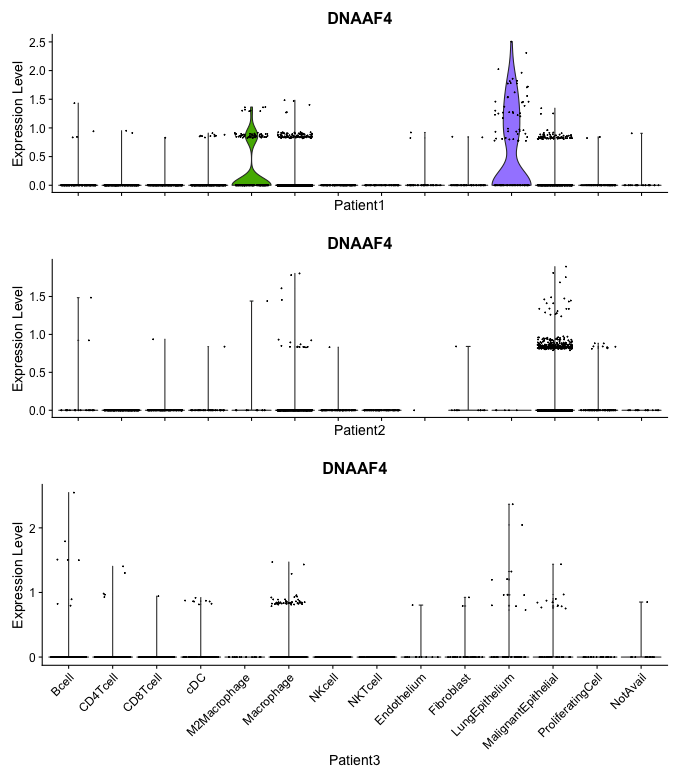 DNAAF4
Expression Level
2.5
2.0
1.5
1.0
0.5
0.0
Patient1
DNAAF4
Expression Level
1.5
1.0
0.5
0.0
Patient2
DNAAF4
Expression Level
2
1
0
Bcell
CD4Tcell
CD8Tcell
cDC
M2Macrophage
Macrophage
NKcell
NKTcell
Endothelium
Fibroblast
LungEpithelium
MalignantEpithelial
ProliferatingCell
NotAvail
Patient3